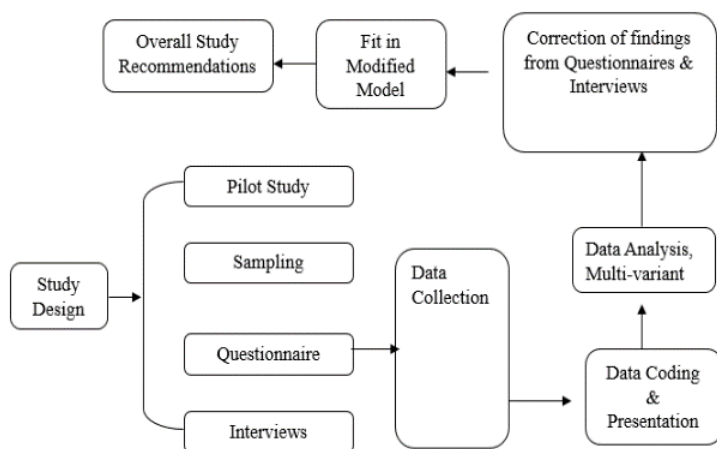 Overall Study
Recommendations
Fit in
Modified
Model
Correction of findings
from Questionnaires &
Interviews
Pilot Study
Sampling
Study
Design
Questionnaire
Interviews
Data
Collection
Data Analysis,
Multi-variant
Data Coding
&
Presentation